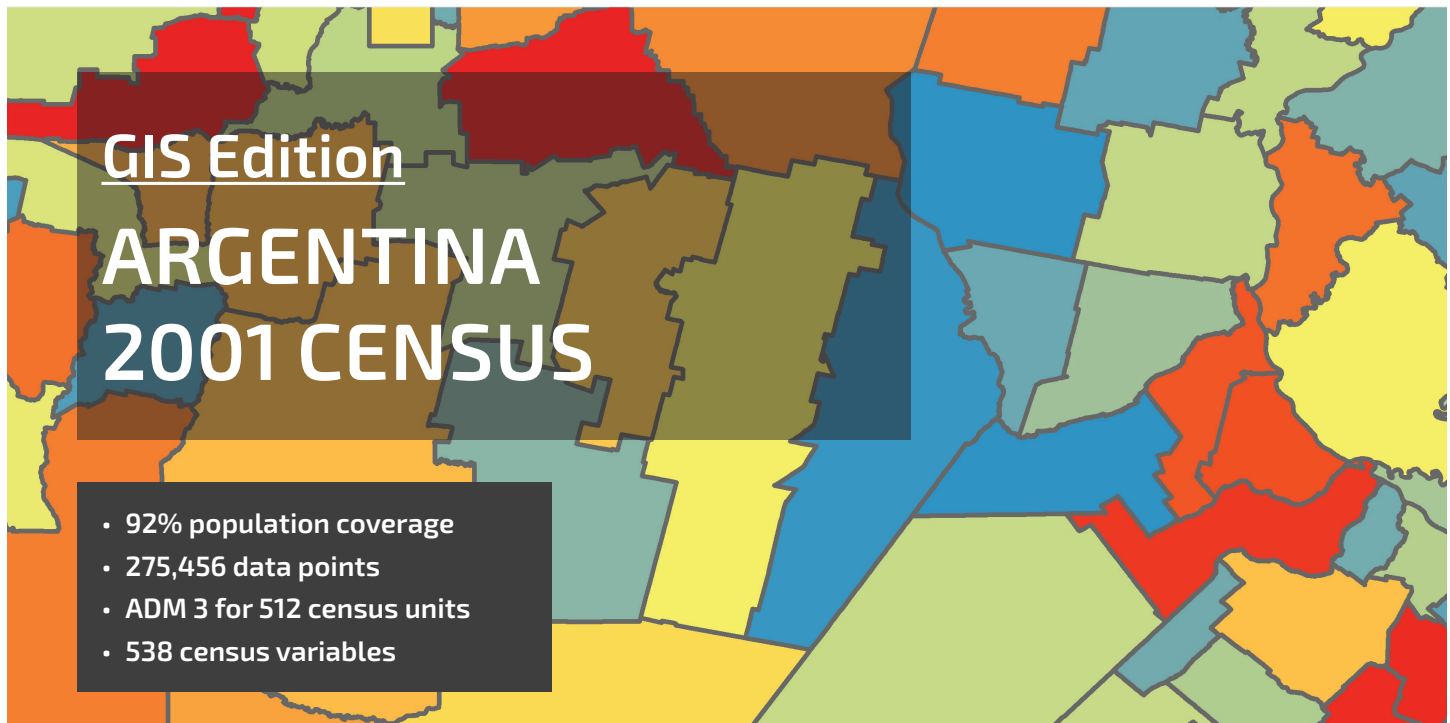 GIS Edition
ARGENTINA
2001 CENSUS
• 92% population coverage
• 275,456 data points
• ADM 3 for 512 census units
• 538 census variables